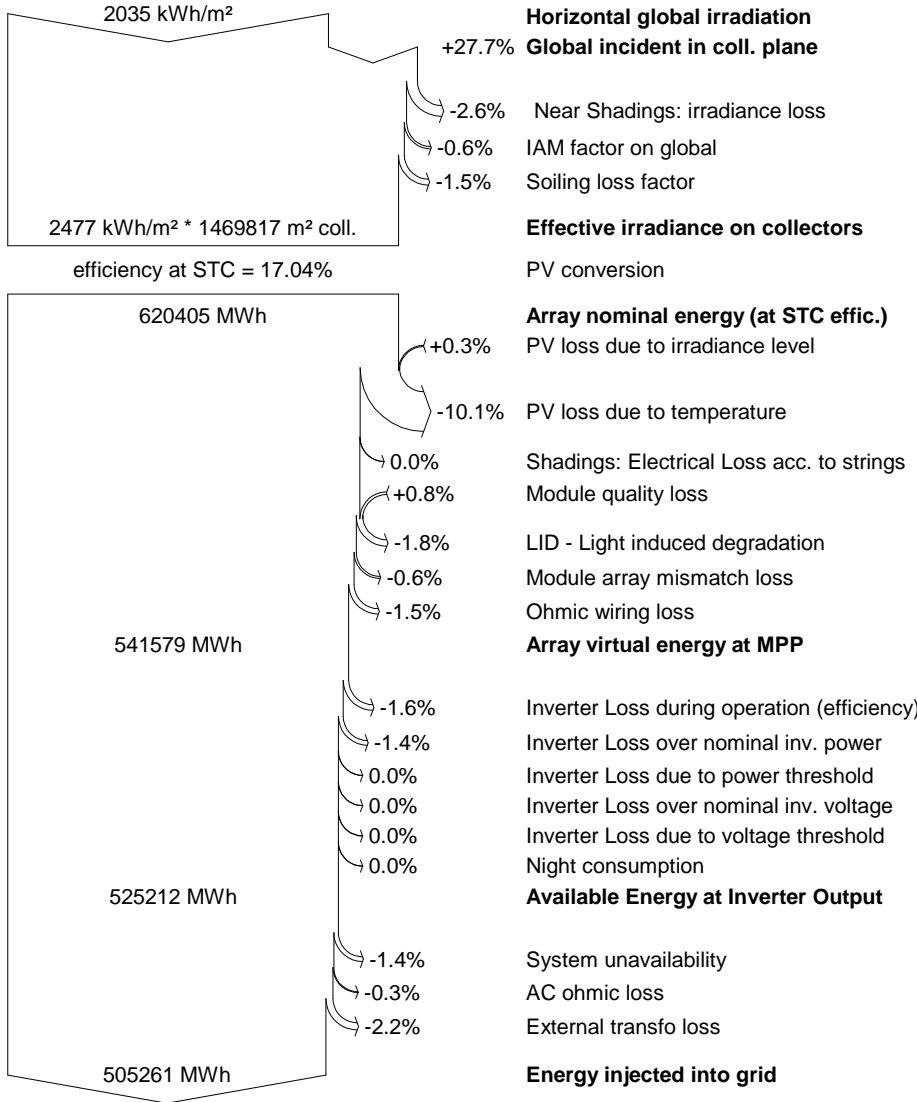 2035 kWh/m² Horizontal global irradiation
+27.7% Global incident in coll. plane
-2.6% Near Shadings: irradiance loss
-0.6% IAM factor on global
-1.5% Soiling loss factor
2477 kWh/m² * 1469817 m² coll. Effective irradiance on collectors
efficiency at STC = 17.04% PV conversion
620405 MWh Array nominal energy (at STC effic.)
+0.3% PV loss due to irradiance level
-10.1% PV loss due to temperature
0.0% Shadings: Electrical Loss acc. to strings
+0.8% Module quality loss
-1.8% LID - Light induced degradation
-0.6% Module array mismatch loss
-1.5% Ohmic wiring loss
541579 MWh Array virtual energy at MPP
-1.6% Inverter Loss during operation (efficiency)
-1.4% Inverter Loss over nominal inv. power
0.0% Inverter Loss due to power threshold
0.0% Inverter Loss over nominal inv. voltage
0.0% Inverter Loss due to voltage threshold
0.0% Night consumption
525212 MWh Available Energy at Inverter Output
-1.4% System unavailability
-0.3% AC ohmic loss
-2.2% External transfo loss
505261 MWh Energy injected into grid